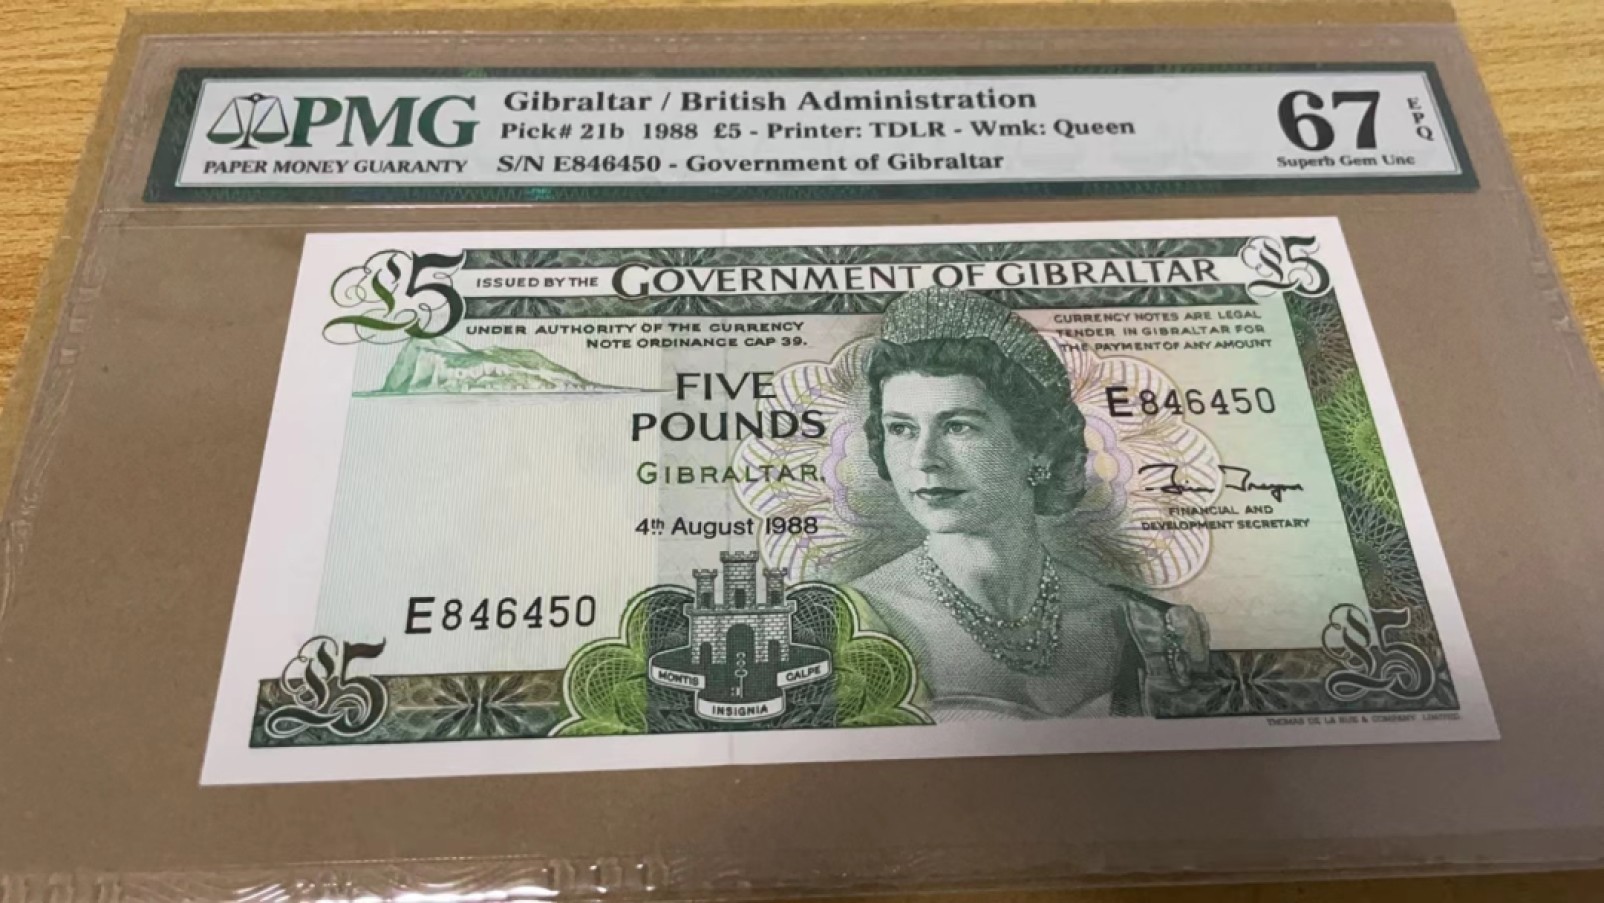 PMG
PAPER MONEY GUARANTY
Gibraltar / British Administration
Pick# 21b 1988 £5 - Printer: TDLR - Wmk: Queen
S/N E846450 - Government of Gibraltar
67
EPQ
Superb Gem Unc
£5
ISSUED BY THE GOVERNMENT OF GIBRALTAR
£5
UNDER AUTHORITY OF THE CURRENCY
NOTE ORDINANCE CAP 39.
CURRENCY NOTES ARE LEGAL
TENDER IN GIBRALTAR FOR
THE PAYMENT OF ANY AMOUNT
FIVE
POUNDS
GIBRALTAR.
4th August 1988
E846450
FINANCIAL AND
DEVELOPMENT SECRETARY
E846450
MONTIS
INSIGNIA
CALPE
£5
£5
THOMAS DE LA RUE & COMPANY LIMITED